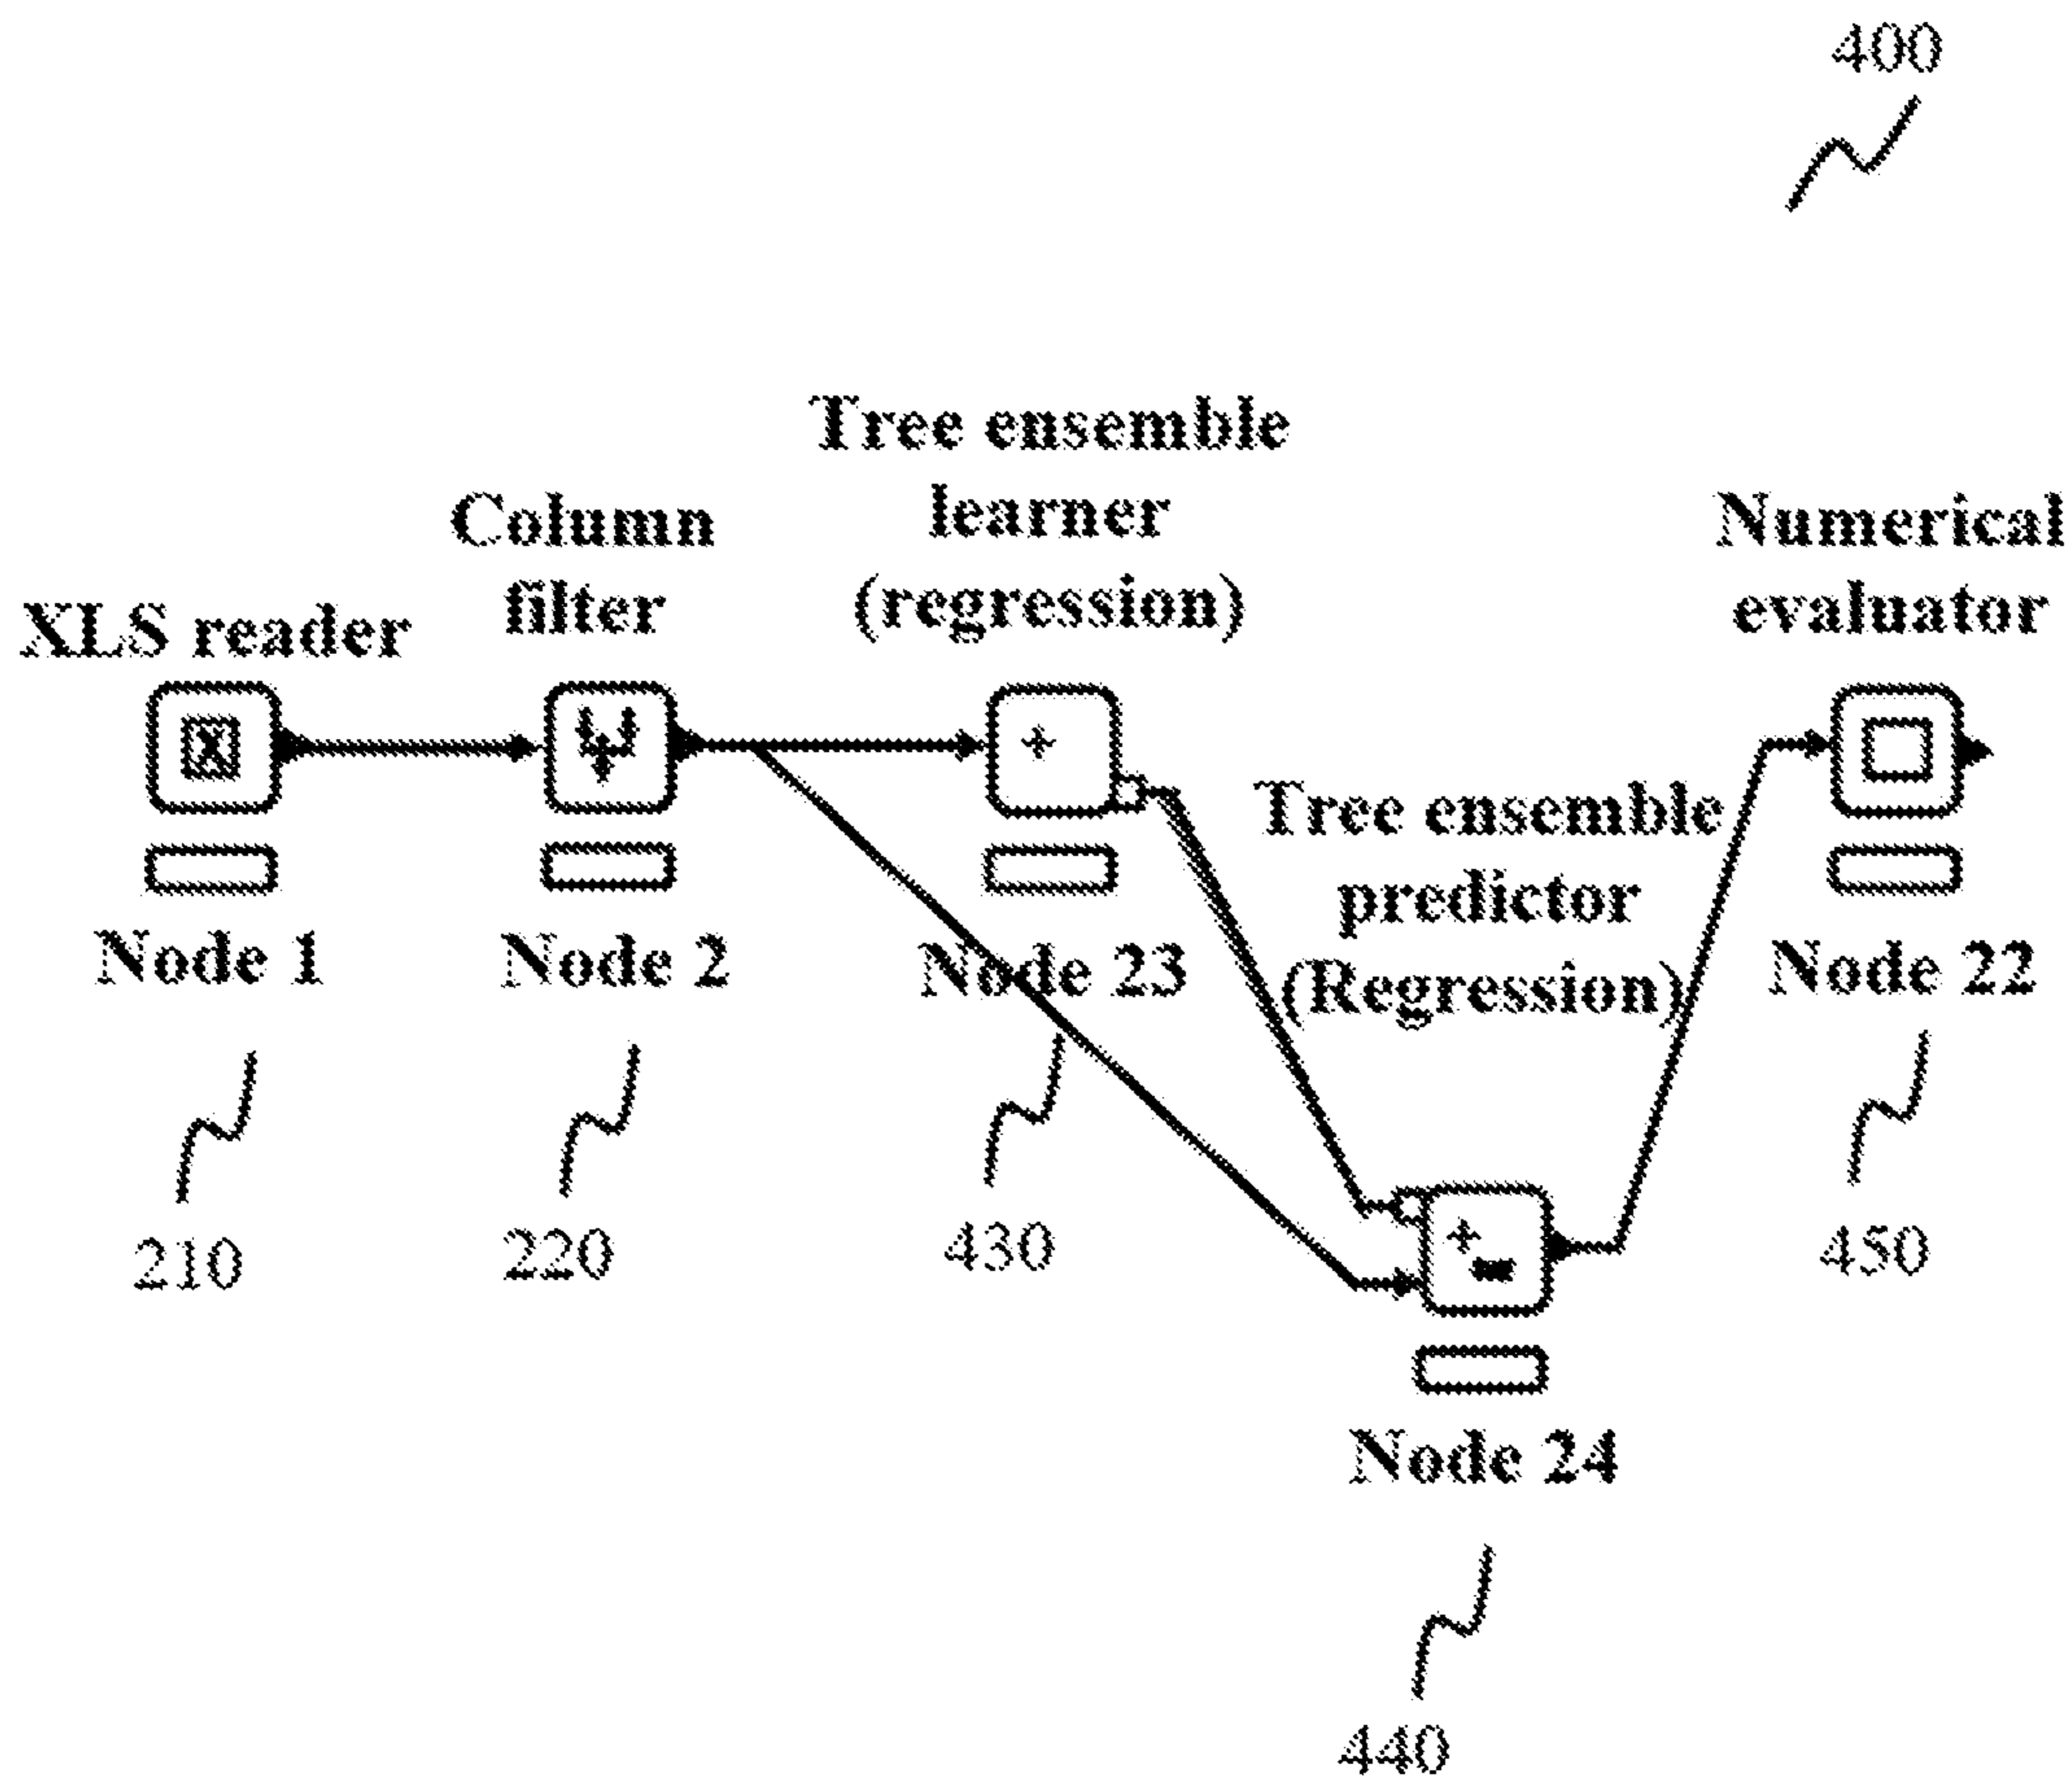 400
XLS reader
Column
filter
Tree ensemble
learner
(regression)
Numerical
evaluator
Tree ensemble
predictor
(Regression)
Node 1
Node 2
Node 23
Node 22
210
220
430
450
Node 24
440